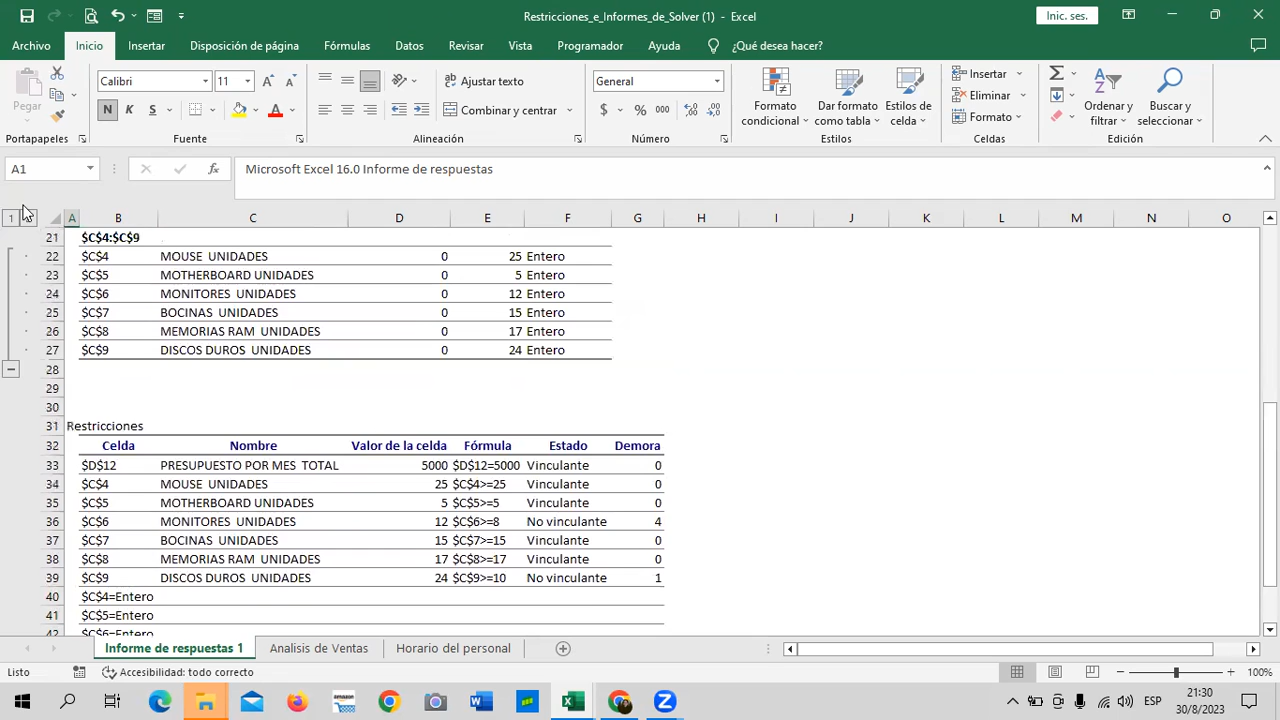 Restricciones_e_Informes_de_Solver (1) - Excel
Inic. ses.
Archivo Inicio Insertar Disposición de página Fórmulas Datos Revisar Vista Programador Ayuda ¿Qué desea hacer?
Pegar
Calibri 11
N K S
Ajustar texto
Combinar y centrar
General
$ % 000
Formato condicional
Dar formato como tabla
Estilos de celda
Insertar
Eliminar
Formato
Ordenar y filtrar
Buscar y seleccionar
Portapapeles Fuente Alineación Número Estilos Celdas Edición
A1 fx Microsoft Excel 16.0 Informe de respuestas
1
A B C D E F G H I J K L M N O
21 $C$4:$C$9
22 $C$4 MOUSE UNIDADES 0 25 Entero
23 $C$5 MOTHERBOARD UNIDADES 0 5 Entero
24 $C$6 MONITORES UNIDADES 0 12 Entero
25 $C$7 BOCINAS UNIDADES 0 15 Entero
26 $C$8 MEMORIAS RAM UNIDADES 0 17 Entero
27 $C$9 DISCOS DUROS UNIDADES 0 24 Entero
28
29
30
31 Restricciones
32 Celda Nombre Valor de la celda Fórmula Estado Demora
33 $D$12 PRESUPUESTO POR MES TOTAL 5000 $D$12=5000 Vinculante 0
34 $C$4 MOUSE UNIDADES 25 $C$4>=25 Vinculante 0
35 $C$5 MOTHERBOARD UNIDADES 5 $C$5>=5 Vinculante 0
36 $C$6 MONITORES UNIDADES 12 $C$6>=8 No vinculante 4
37 $C$7 BOCINAS UNIDADES 15 $C$7>=15 Vinculante 0
38 $C$8 MEMORIAS RAM UNIDADES 17 $C$8>=17 Vinculante 0
39 $C$9 DISCOS DUROS UNIDADES 24 $C$9>=10 No vinculante 1
40 $C$4=Entero
41 $C$5=Entero
42 $C$6=Entero
Informe de respuestas 1 Analisis de Ventas Horario del personal
Listo Accesibilidad: todo correcto 100%
ESP 21:30
30/8/2023